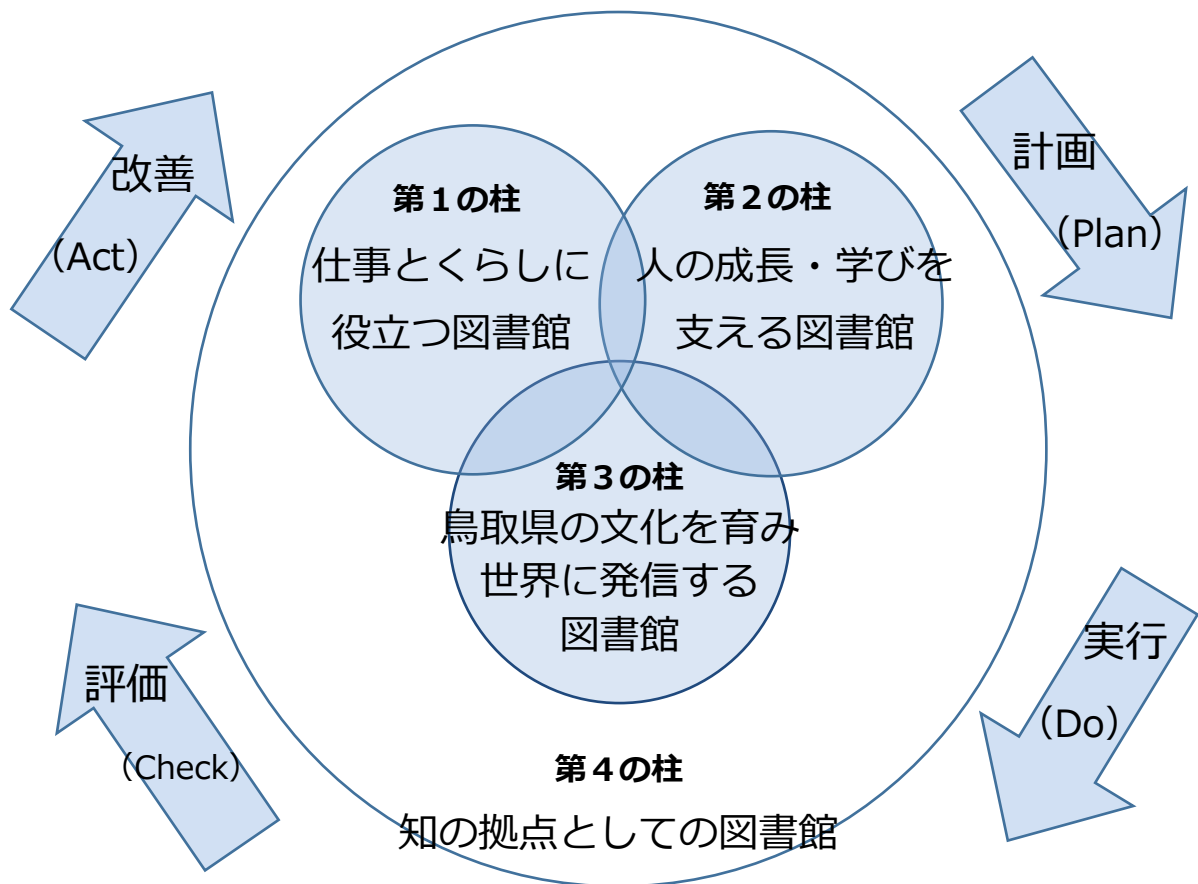 改善
（Act）
計画
（Plan）
第１の柱
仕事とくらしに
役立つ図書館
第２の柱
人の成長・学びを
支える図書館
第３の柱
鳥取県の文化を育み
世界に発信する
図書館
評価
（Check）
実行
（Do）
第４の柱
知の拠点としての図書館